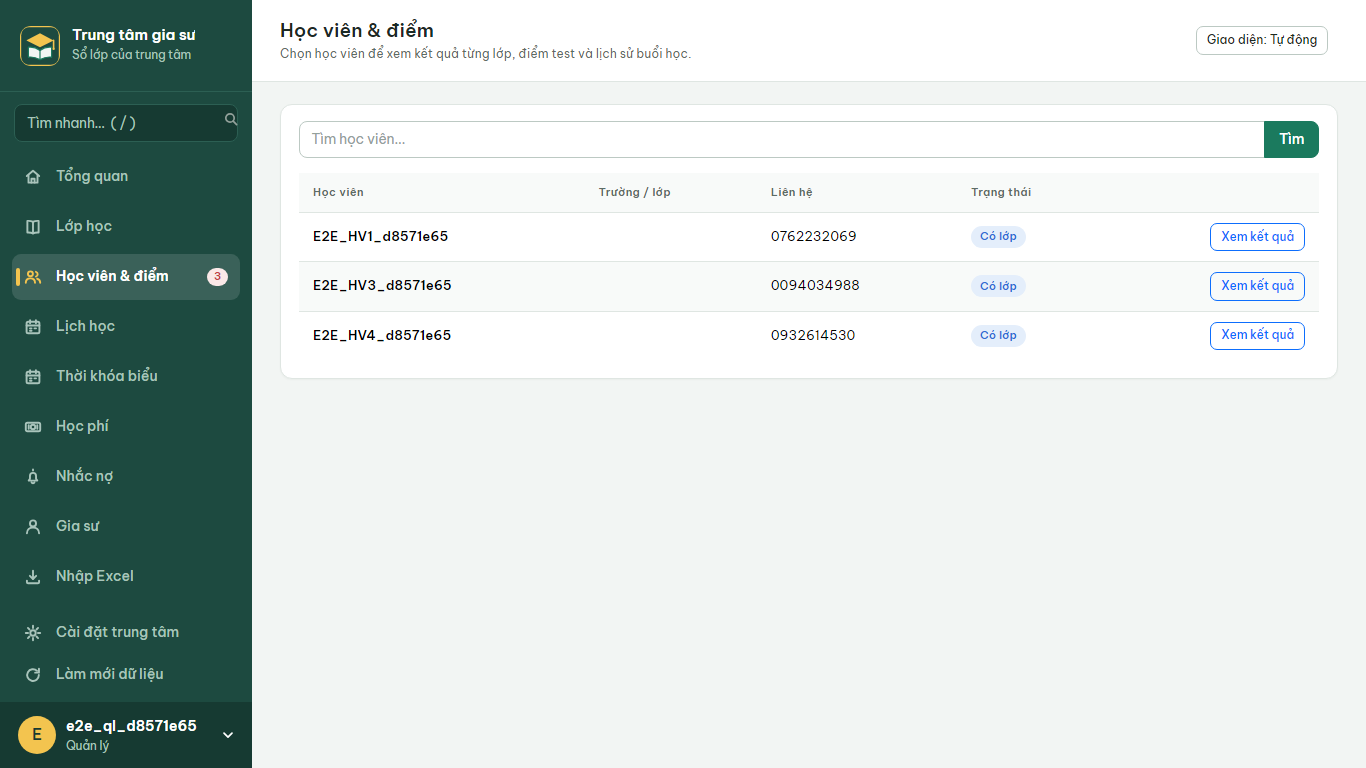 Trung tâm gia sư
Sổ lớp của trung tâm
Tìm nhanh... ( / )
Tổng quan
Lớp học
Học viên & điểm 3
Lịch học
Thời khóa biểu
Học phí
Nhắc nợ
Gia sư
Nhập Excel
Cài đặt trung tâm
Làm mới dữ liệu
E
e2e_ql_d8571e65
Quản lý
Học viên & điểm
Chọn học viên để xem kết quả từng lớp, điểm test và lịch sử buổi học.
Giao diện: Tự động
Tìm học viên... Tìm
Học viên Trường / lớp Liên hệ Trạng thái
E2E_HV1_d8571e65 0762232069 Có lớp Xem kết quả
E2E_HV3_d8571e65 0094034988 Có lớp Xem kết quả
E2E_HV4_d8571e65 0932614530 Có lớp Xem kết quả